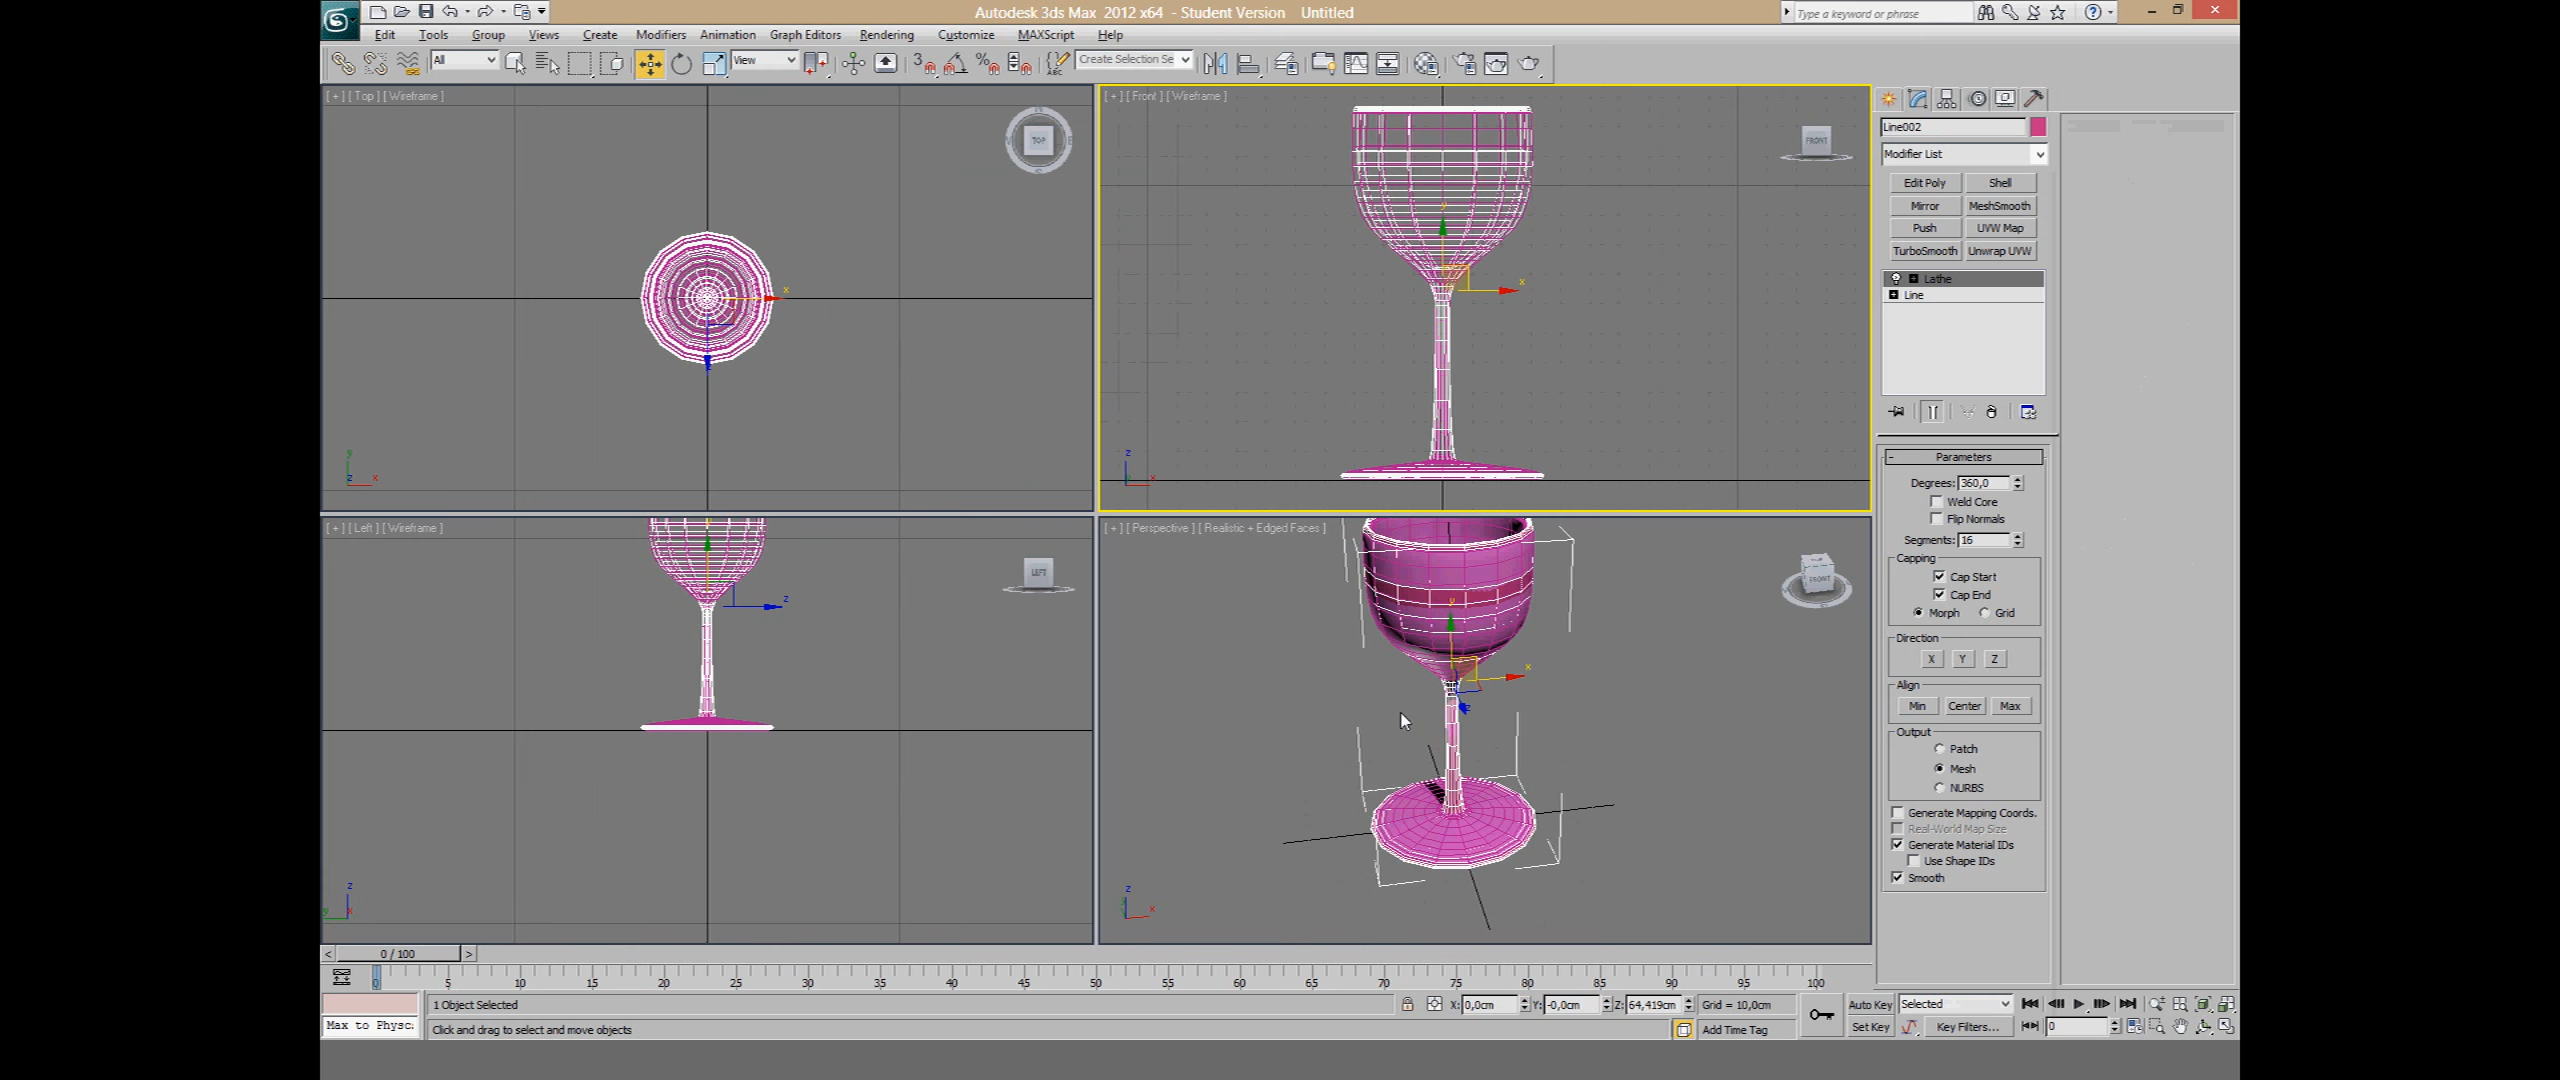 Autodesk 3ds Max 2012 x64 - Student Version Untitled
Type a keyword or phrase
Edit Tools Group Views Create Modifiers Animation Graph Editors Rendering Customize MAXScript Help
All View 3 % ABC Create Selection Se
[ + ] [ Top ] [ Wireframe ]
TOP
[ + ] [ Front ] [ Wireframe ]
FRONT
[ + ] [ Left ] [ Wireframe ]
LEFT
[ + ] [ Perspective ] [ Realistic + Edged Faces ]
FRONT
Line002
Modifier List
Edit Poly Shell
Mirror MeshSmooth
Push UVW Map
TurboSmooth Unwrap UVW
Lathe
Line
- Parameters
Degrees: 360,0
Weld Core
Flip Normals
Segments: 16
Capping
Cap Start
Cap End
Morph Grid
Direction
X Y Z
Align
Min Center Max
Output
Patch
Mesh
NURBS
Generate Mapping Coords.
Real-World Map Size
Generate Material IDs
Use Shape IDs
Smooth
< 0 / 100 >
0 5 10 15 20 25 30 35 40 45 50 55 60 65 70 75 80 85 90 95 100
1 Object Selected X: 0,0cm Y: -0,0cm Z: 64,419cm Grid = 10,0cm Auto Key Selected
Max to Physc:
Click and drag to select and move objects Add Time Tag Set Key Key Filters... 0